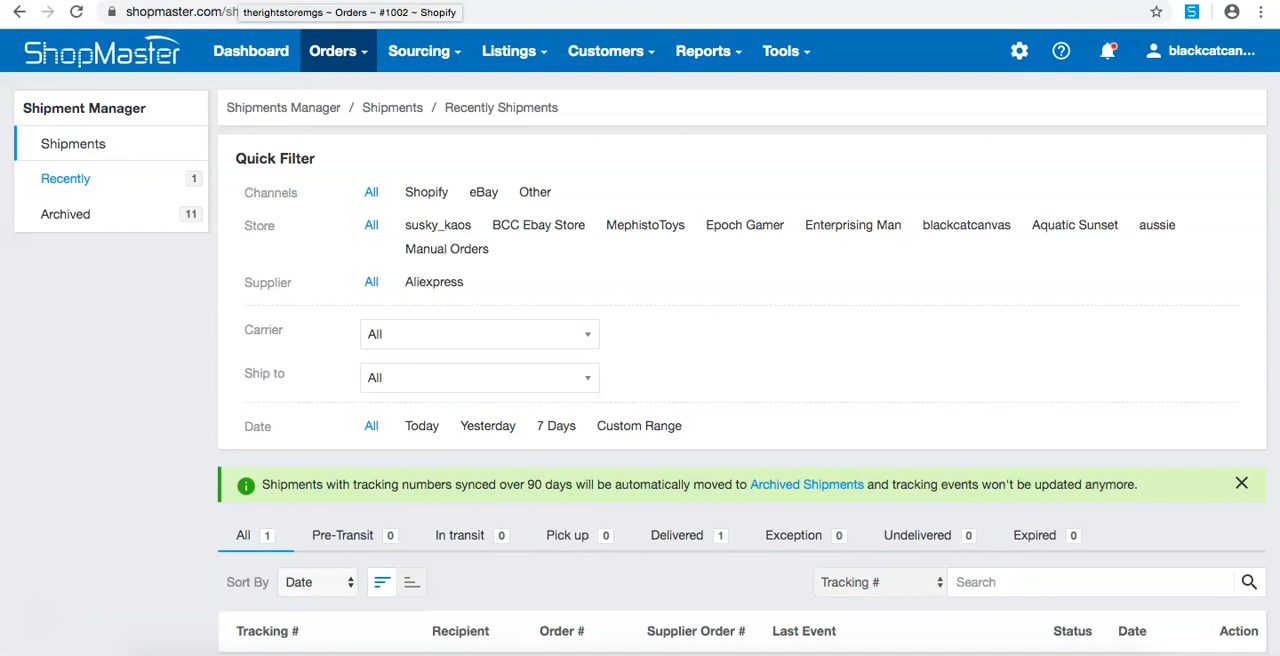 shopmaster.com/sh
therightstoremgs ~ Orders ~ #1002 ~ Shopify
S
ShopMaster
Dashboard Orders Sourcing Listings Customers Reports Tools
blackcatcan...
Shipment Manager
Shipments
Recently 1
Archived 11
Shipments Manager / Shipments / Recently Shipments
Quick Filter
Channels All Shopify eBay Other
Store All susky_kaos BCC Ebay Store MephistoToys Epoch Gamer Enterprising Man blackcatcanvas Aquatic Sunset aussie
Manual Orders
Supplier All Aliexpress
Carrier All
Ship to All
Date All Today Yesterday 7 Days Custom Range
Shipments with tracking numbers synced over 90 days will be automatically moved to Archived Shipments and tracking events won't be updated anymore.
All 1 Pre-Transit 0 In transit 0 Pick up 0 Delivered 1 Exception 0 Undelivered 0 Expired 0
Sort By Date Tracking # Search
Tracking # Recipient Order # Supplier Order # Last Event Status Date Action